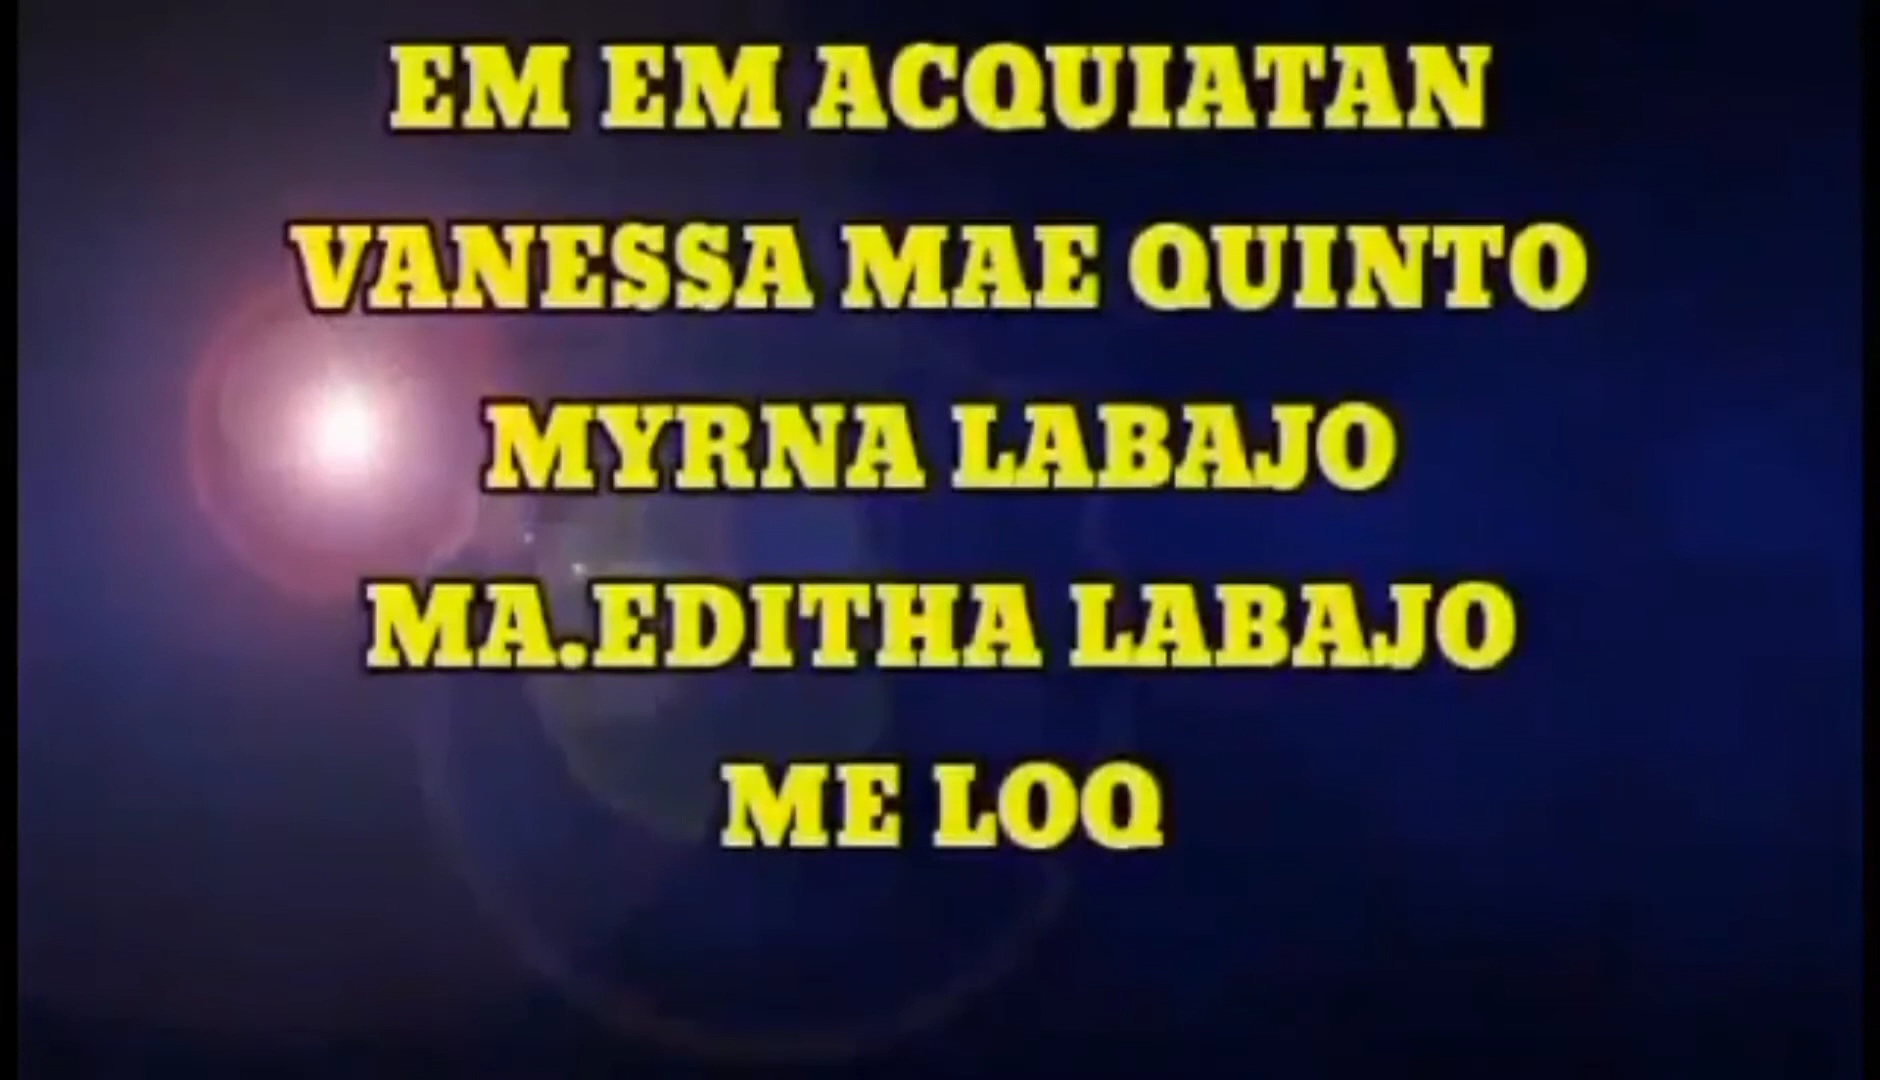 EM EM ACQUIATAN
VANESSA MAE QUINTO
MYRNA LABAJO
MA.EDITHA LABAJO
ME LOQ